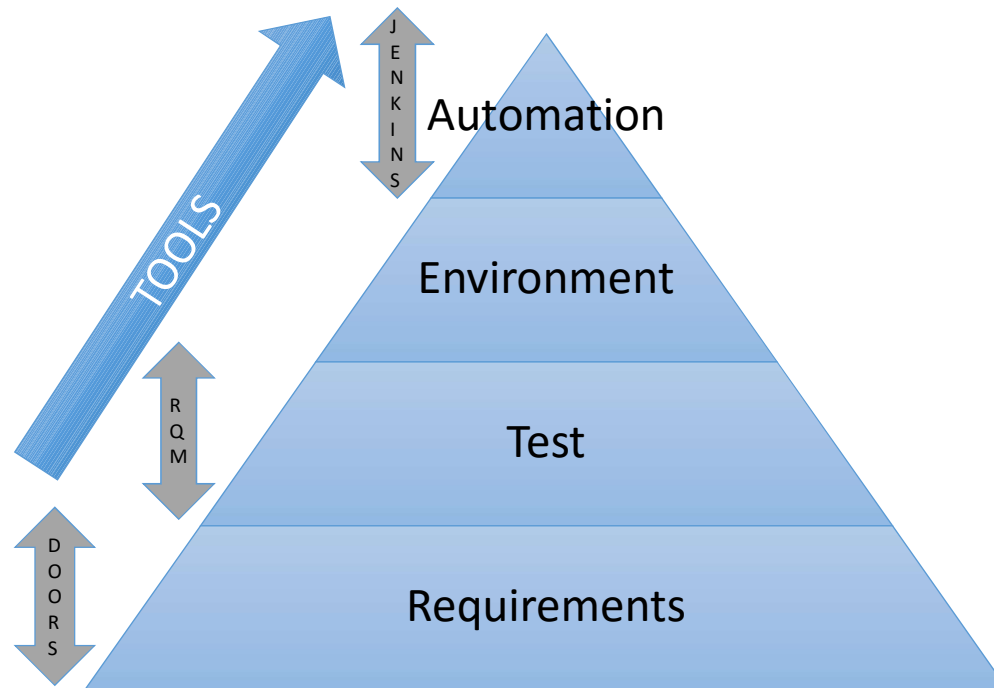 JENKINS
Automation
TOOLS
Environment
RQM
Test
DOORS
Requirements